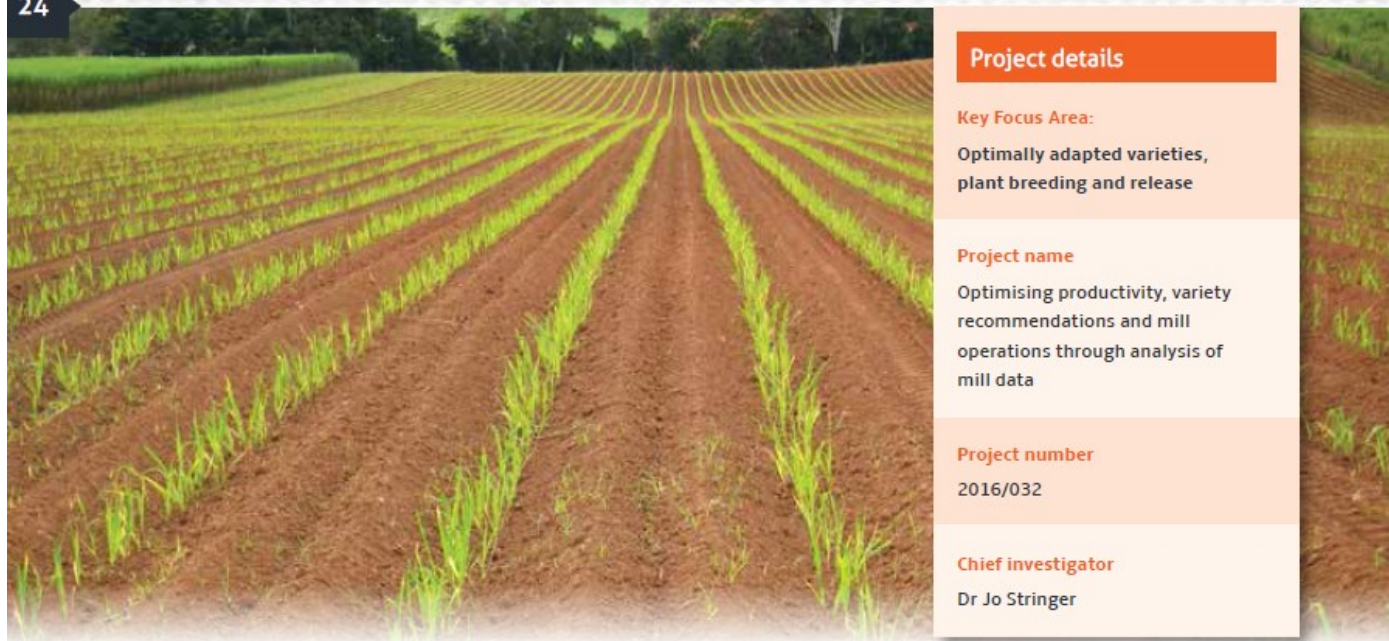 24
Project details
Key Focus Area:
Optimally adapted varieties,
plant breeding and release
Project name
Optimising productivity, variety
recommendations and mill
operations through analysis of
mill data
Project number
2016/032
Chief investigator
Dr Jo Stringer